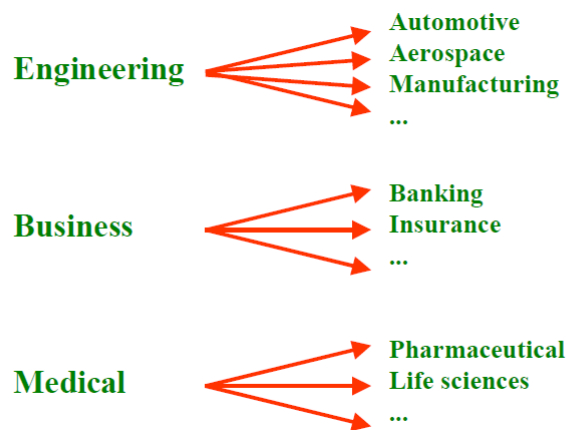 Engineering
Automotive
Aerospace
Manufacturing
...
Business
Banking
Insurance
...
Medical
Pharmaceutical
Life sciences
...